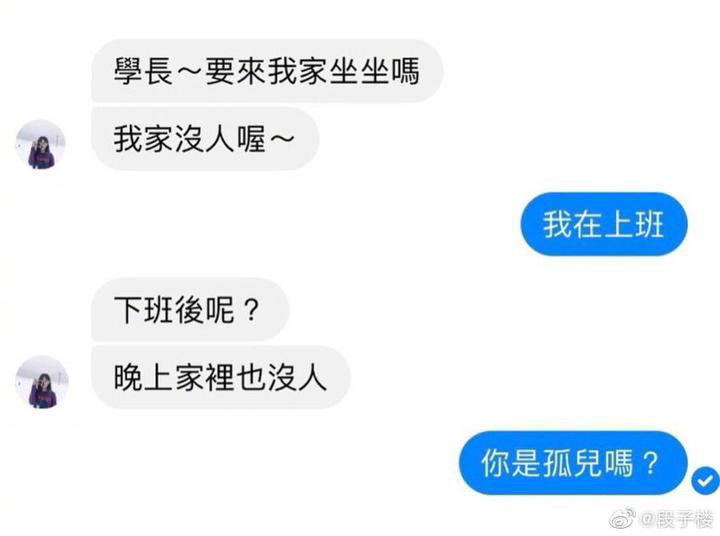 學長～要來我家坐坐嗎
我家沒人喔～
我在上班
下班後呢？
晚上家裡也沒人
你是孤兒嗎？
@段子楼